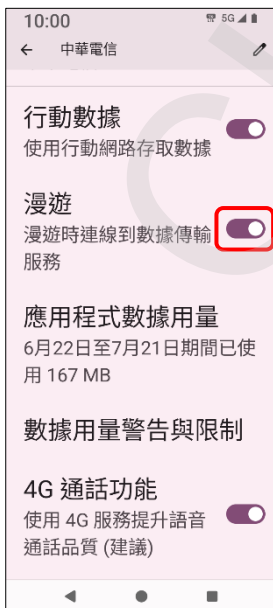 10:00 5G
中華電信
行動數據
使用行動網路存取數據
漫遊
漫遊時連線到數據傳輸
服務
應用程式數據用量
6月22日至7月21日期間已使
用 167 MB
數據用量警告與限制
4G 通話功能
使用 4G 服務提升語音
通話品質 (建議)